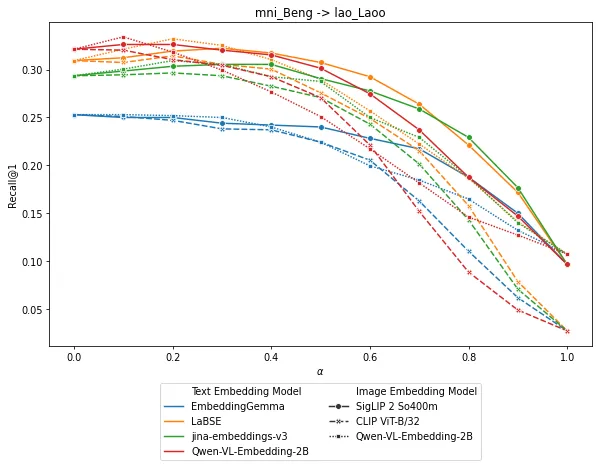 mni_Beng -> lao_Laoo
Recall@1
0.30
0.25
0.20
0.15
0.10
0.05
0.0
0.2
0.4
0.6
0.8
1.0
α
Text Embedding Model
EmbeddingGemma
LaBSE
jina-embeddings-v3
Qwen-VL-Embedding-2B
Image Embedding Model
SigLIP 2 So400m
CLIP ViT-B/32
Qwen-VL-Embedding-2B